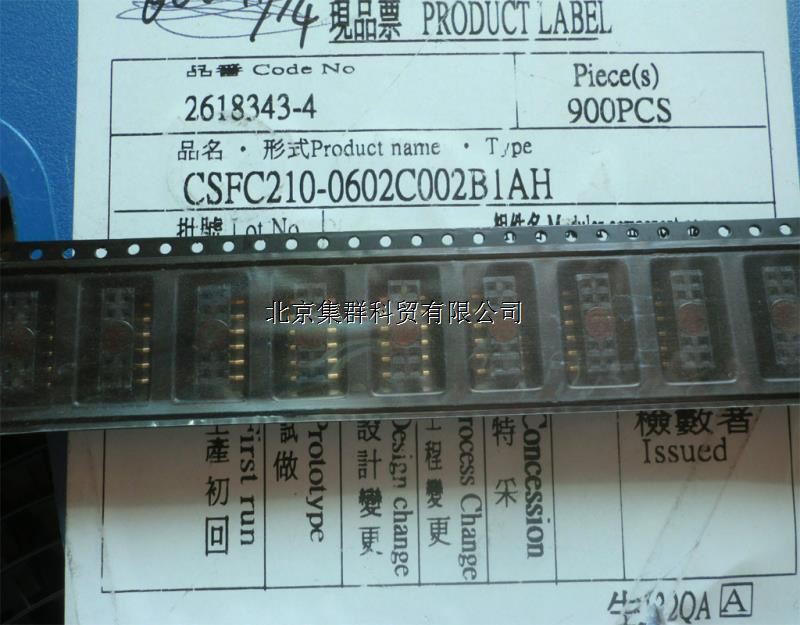 現品票 PRODUCT LABEL
品番 Code No
Piece(s)
2618343-4
900PCS
品名・形式Product name ・Type
CSFC210-0602C002B1AH
批號 Lot No
北京集群科贸有限公司
First run
產初回
Prototype
試做
Design change
設計變更
Process Change
工程變更
Concession
特采
檢數者
Issued
A